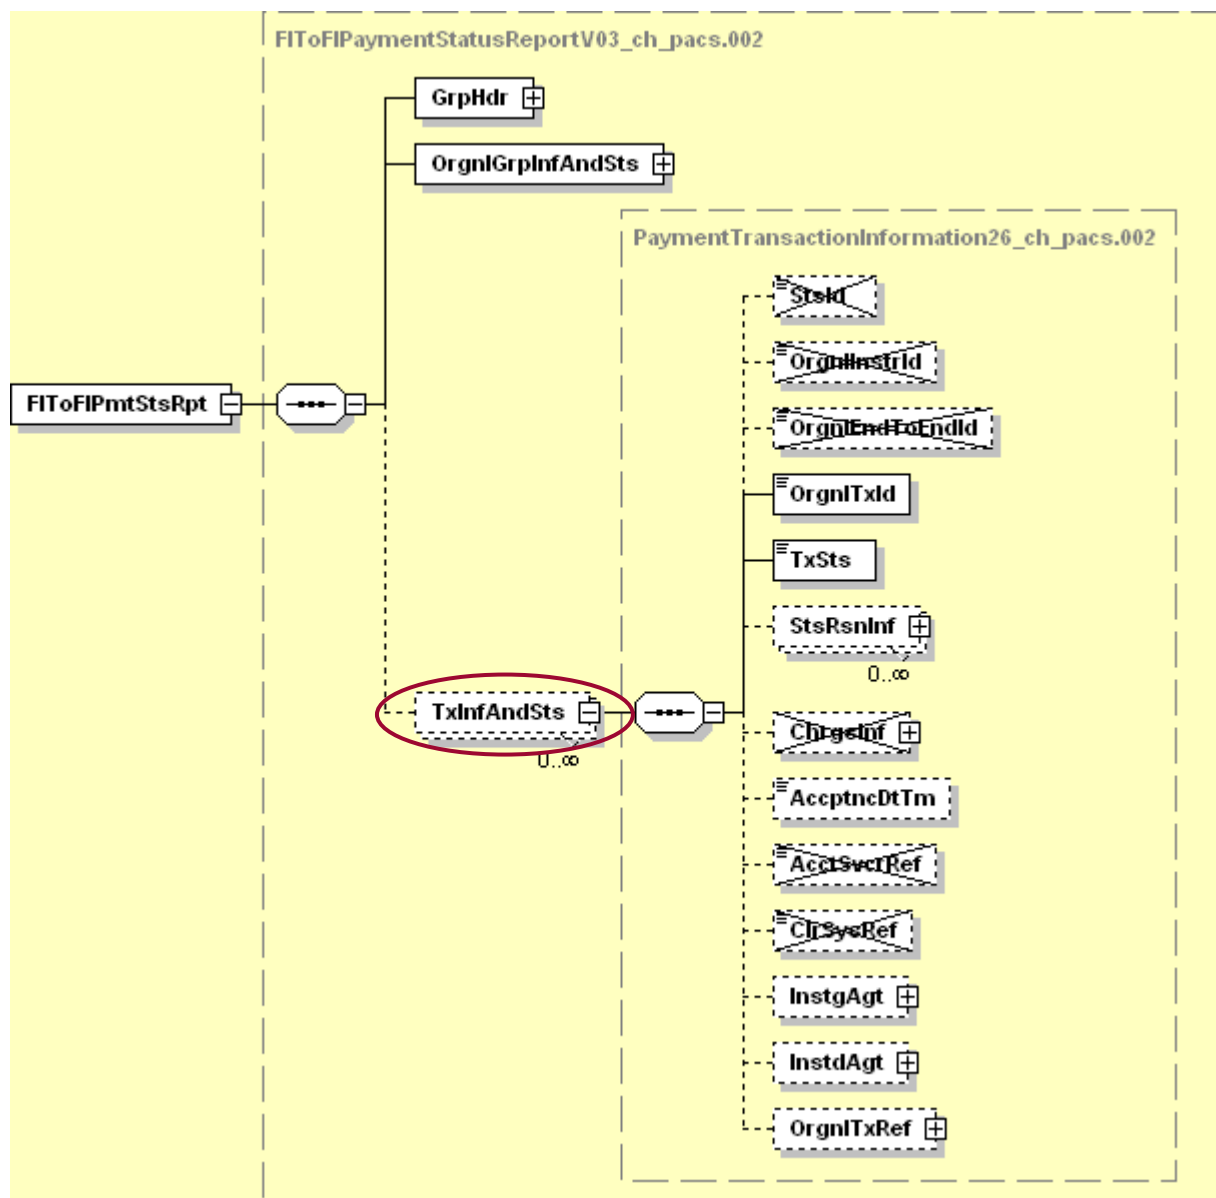 FIToFIPaymentStatusReportV03_ch_pacs.002
GrpHdr
OrgnlGrpInfAndSts
PaymentTransactionInformation26_ch_pacs.002
StsId
OrgnlInstrId
OrgnlEndToEndId
FIToFIPmtStsRpt
OrgnlTxId
TxSts
StsRsnInf
0..∞
TxInfAndSts
0..∞
ChrgsInf
AccptncDtTm
AcctSvcrRef
ClrSysRef
InstgAgt
InstdAgt
OrgnlTxRef